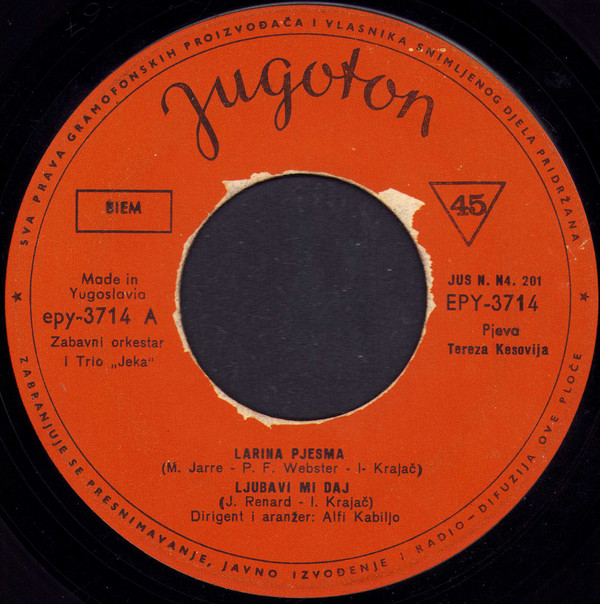 SVA PRAVA GRAMOFONSKIH PROIZVOĐAČA I VLASNIKA SNIMLJENOG DJELA PRIDRŽANA
Jugoton
BIEM
45
Made in
Yugoslavia
epy-3714 A
Zabavni orkestar
i Trio „Jeka“
JUS N. N4. 201
EPY-3714
Pjeva
Tereza Kesovija
LARINA PJESMA
(M. Jarre - P. F. Webster - I- Krajač)
LJUBAVI MI DAJ
(J. Renard - I. Krajač)
Dirigent i aranžer: Alfi Kabiljo
ZABRANJUJE SE PRESNIMAVANJE, JAVNO IZVOĐENJE I RADIO-DIFUZIJA OVE PLOČE